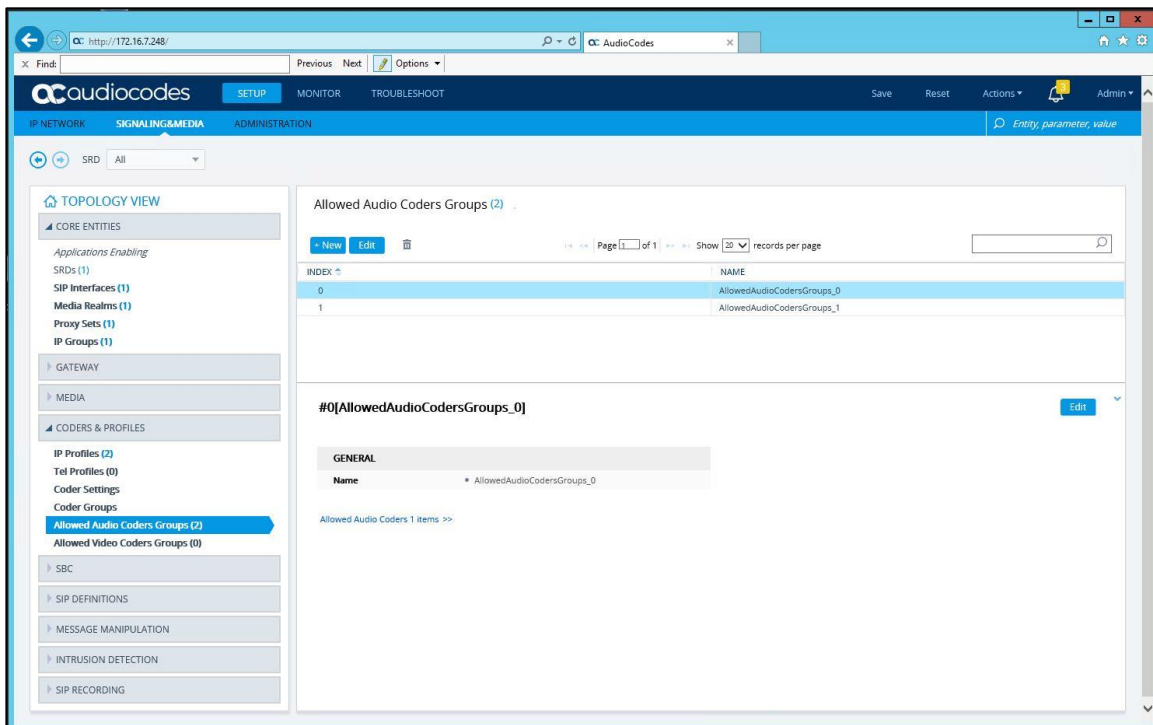 http://172.16.7.248/
AudioCodes
Find:
Previous Next Options
audiocodes SETUP MONITOR TROUBLESHOOT Save Reset Actions 3 Admin
IP NETWORK SIGNALING&MEDIA ADMINISTRATION Entity, parameter, value
SRD All
TOPOLOGY VIEW
CORE ENTITIES
Applications Enabling
SRDs (1)
SIP Interfaces (1)
Media Realms (1)
Proxy Sets (1)
IP Groups (1)
GATEWAY
MEDIA
CODERS & PROFILES
IP Profiles (2)
Tel Profiles (0)
Coder Settings
Coder Groups
Allowed Audio Coders Groups (2)
Allowed Video Coders Groups (0)
SBC
SIP DEFINITIONS
MESSAGE MANIPULATION
INTRUSION DETECTION
SIP RECORDING
Allowed Audio Coders Groups (2)
+ New Edit Page 1 of 1 Show 20 records per page
INDEX NAME
0 AllowedAudioCodersGroups_0
1 AllowedAudioCodersGroups_1
#0[AllowedAudioCodersGroups_0] Edit
GENERAL
Name AllowedAudioCodersGroups_0
Allowed Audio Coders 1 items >>